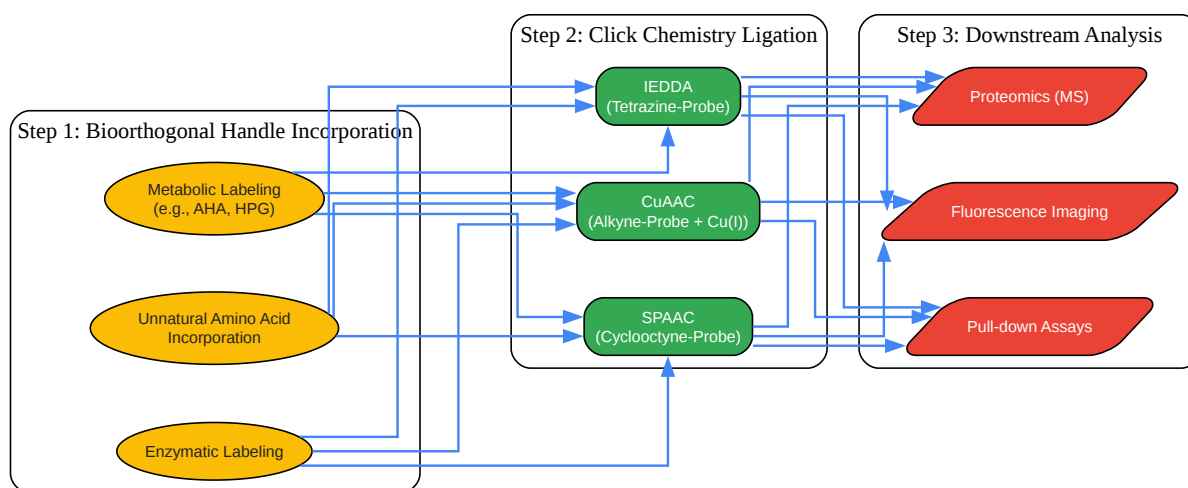 Step 1: Bioorthogonal Handle Incorporation
Metabolic Labeling
(e.g., AHA, HPG)
Unnatural Amino Acid
Incorporation
Enzymatic Labeling
Step 2: Click Chemistry Ligation
IEDDA
(Tetrazine-Probe)
CuAAC
(Alkyne-Probe + Cu(I))
SPAAC
(Cyclooctyne-Probe)
Step 3: Downstream Analysis
Proteomics (MS)
Fluorescence Imaging
Pull-down Assays